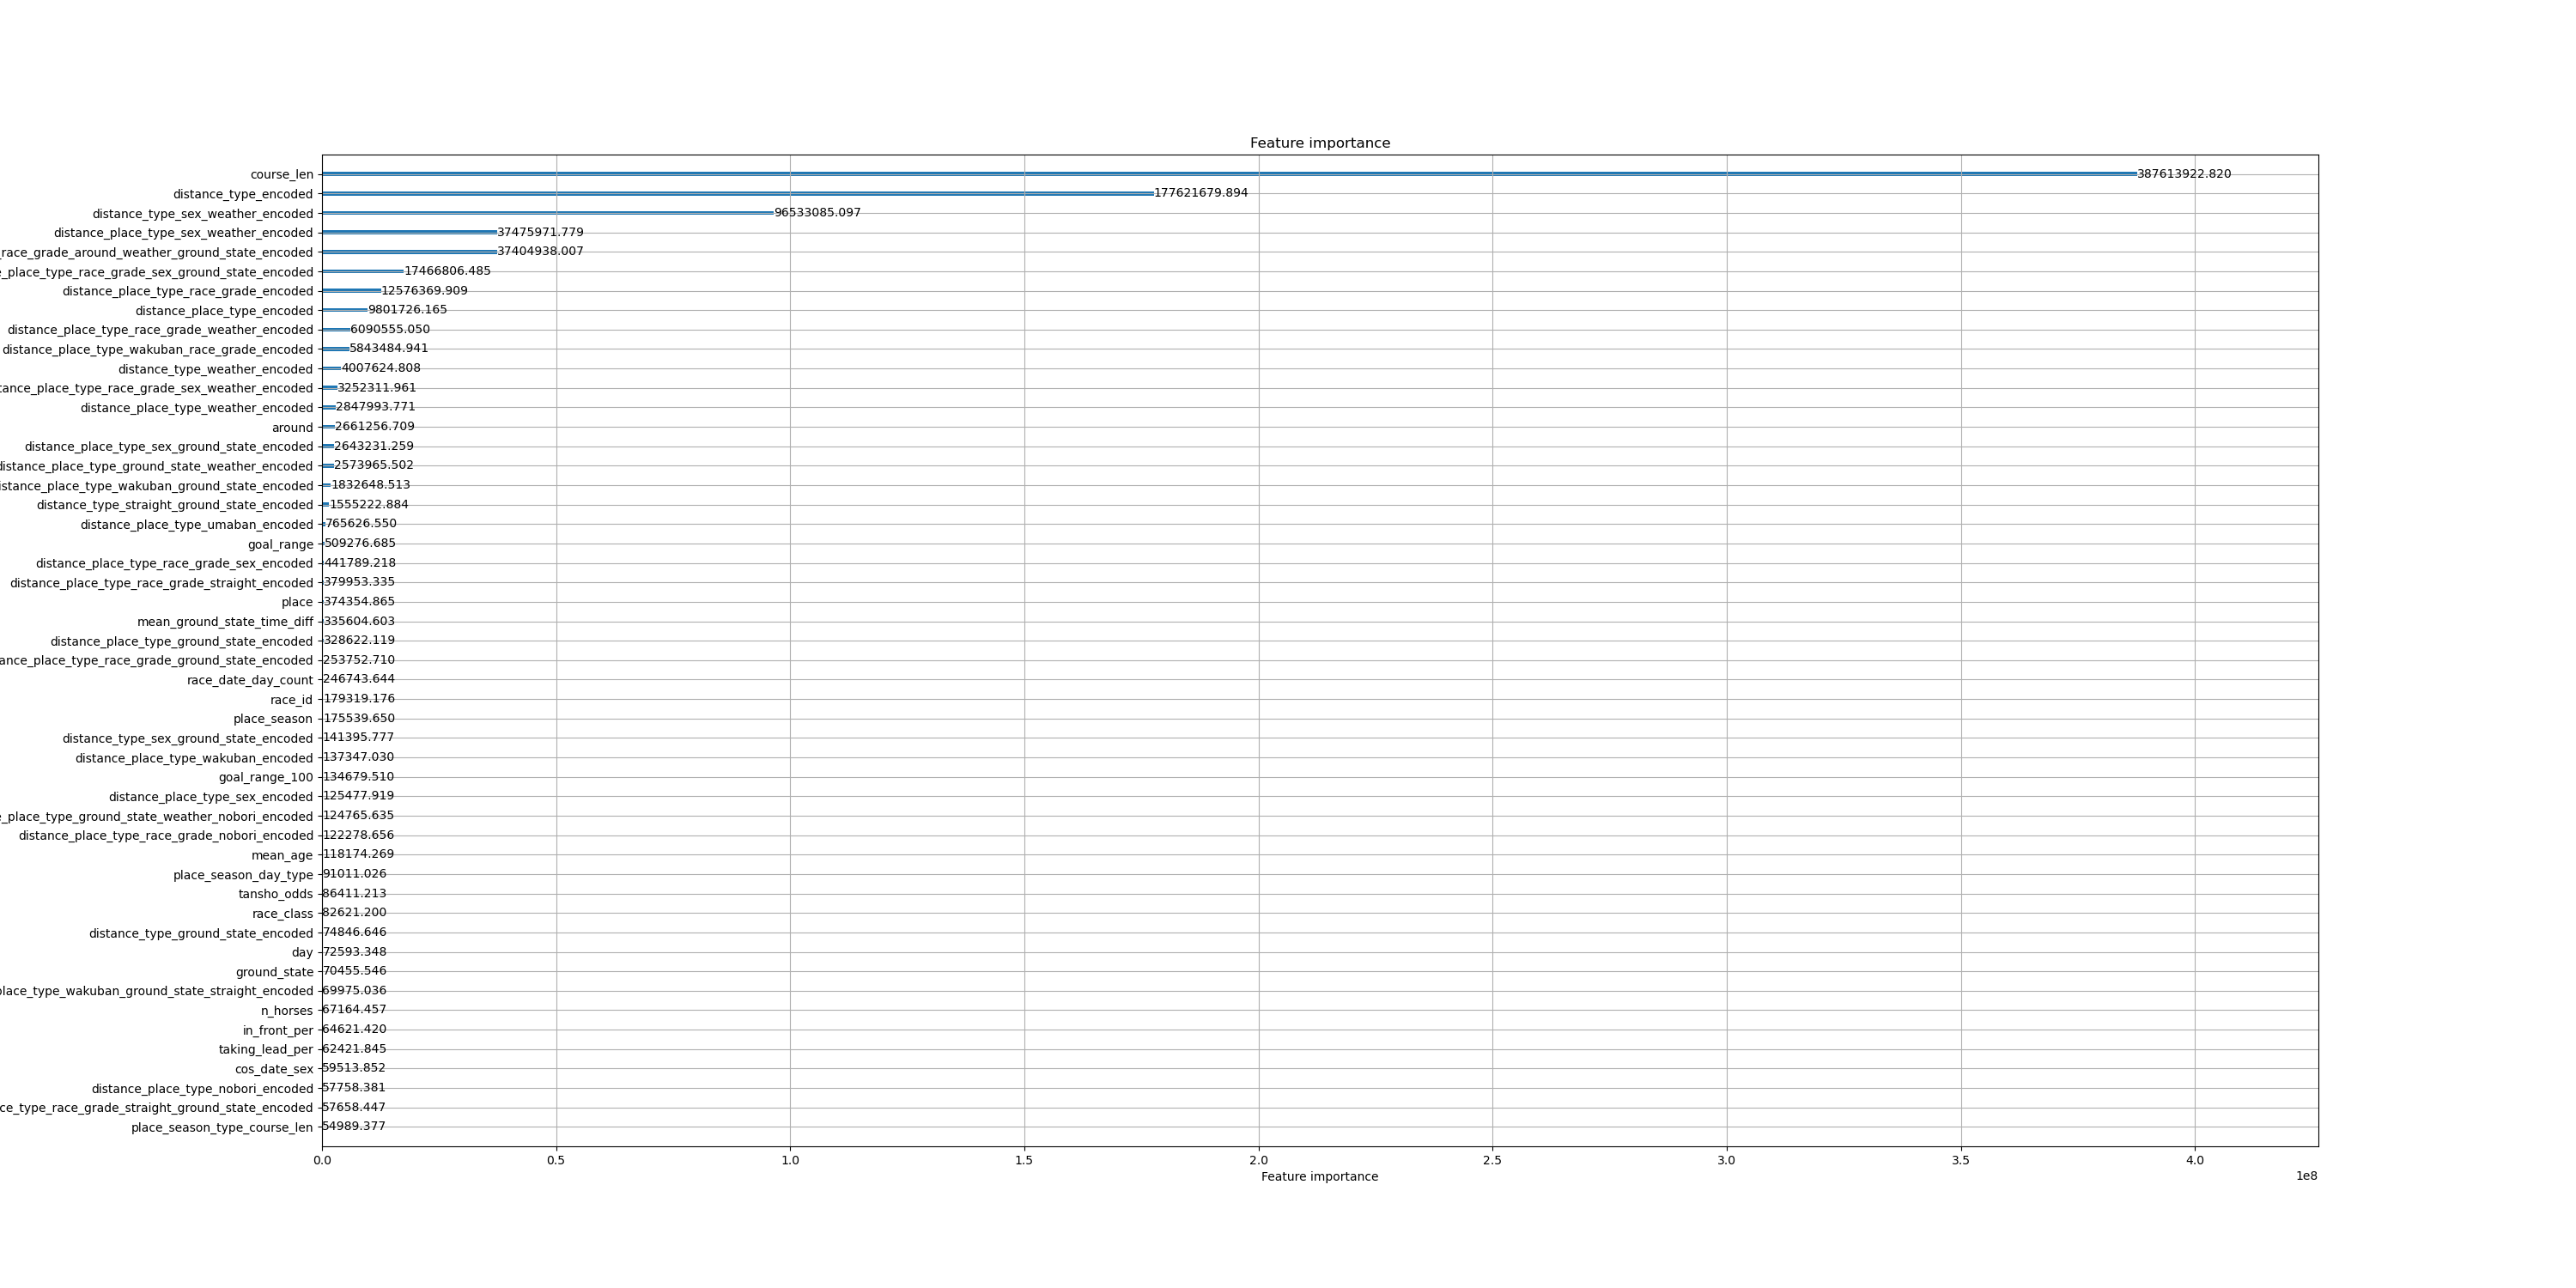 Feature importance
course_len 387613922.820
distance_type_encoded 177621679.894
distance_type_sex_weather_encoded 96533085.097
distance_place_type_sex_weather_encoded 37475971.779
_race_grade_around_weather_ground_state_encoded 37404938.007
_place_type_race_grade_sex_ground_state_encoded 17466806.485
distance_place_type_race_grade_encoded 12576369.909
distance_place_type_encoded 9801726.165
distance_place_type_race_grade_weather_encoded 6090555.050
distance_place_type_wakuban_race_grade_encoded 5843484.941
distance_type_weather_encoded 4007624.808
tance_place_type_race_grade_sex_weather_encoded 3252311.961
distance_place_type_weather_encoded 2847993.771
around 2661256.709
distance_place_type_sex_ground_state_encoded 2643231.259
distance_place_type_ground_state_weather_encoded 2573965.502
istance_place_type_wakuban_ground_state_encoded 1832648.513
distance_type_straight_ground_state_encoded 1555222.884
distance_place_type_umaban_encoded 765626.550
goal_range 509276.685
distance_place_type_race_grade_sex_encoded 441789.218
distance_place_type_race_grade_straight_encoded 379953.335
place 374354.865
mean_ground_state_time_diff 335604.603
distance_place_type_ground_state_encoded 328622.119
ance_place_type_race_grade_ground_state_encoded 253752.710
race_date_day_count 246743.644
race_id 179319.176
place_season 175539.650
distance_type_sex_ground_state_encoded 141395.777
distance_place_type_wakuban_encoded 137347.030
goal_range_100 134679.510
distance_place_type_sex_encoded 125477.919
_place_type_ground_state_weather_nobori_encoded 124765.635
distance_place_type_race_grade_nobori_encoded 122278.656
mean_age 118174.269
place_season_day_type 91011.026
tansho_odds 86411.213
race_class 82621.200
distance_type_ground_state_encoded 74846.646
day 72593.348
ground_state 70455.546
place_type_wakuban_ground_state_straight_encoded 69975.036
n_horses 67164.457
in_front_per 64621.420
taking_lead_per 62421.845
cos_date_sex 59513.852
distance_place_type_nobori_encoded 57758.381
ce_type_race_grade_straight_ground_state_encoded 57658.447
place_season_type_course_len 54989.377
0.0 0.5 1.0 1.5 2.0 2.5 3.0 3.5 4.0
Feature importance
1e8